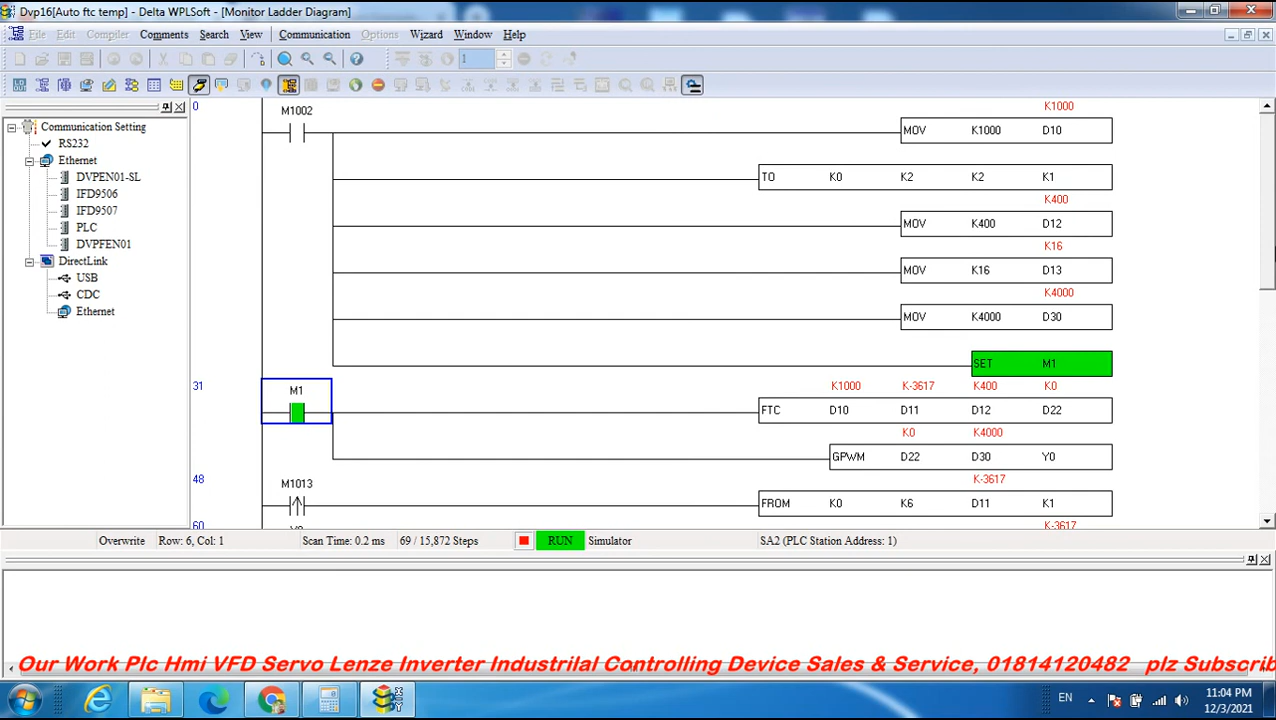 Dvp16[Auto ftc temp] - Delta WPLSoft - [Monitor Ladder Diagram]
File Edit Compiler Comments Search View Communication Options Wizard Window Help
1
Communication Setting
RS232
Ethernet
DVPEN01-SL
IFD9506
IFD9507
PLC
DVPFEN01
DirectLink
USB
CDC
Ethernet
0
M1002
K1000
MOV K1000 D10
TO K0 K2 K2 K1
K400
MOV K400 D12
K16
MOV K16 D13
K4000
MOV K4000 D30
SET M1
31
M1
K1000 K-3617 K400 K0
FTC D10 D11 D12 D22
K0 K4000
GPWM D22 D30 Y0
48
M1013
K-3617
FROM K0 K6 D11 K1
60
K-3617
Overwrite Row: 6, Col: 1 Scan Time: 0.2 ms 69 / 15,872 Steps RUN Simulator SA2 (PLC Station Address: 1)
Our Work Plc Hmi VFD Servo Lenze Inverter Industrilal Controlling Device Sales & Service, 01814120482 plz Subscrib
EN
11:04 PM
12/3/2021